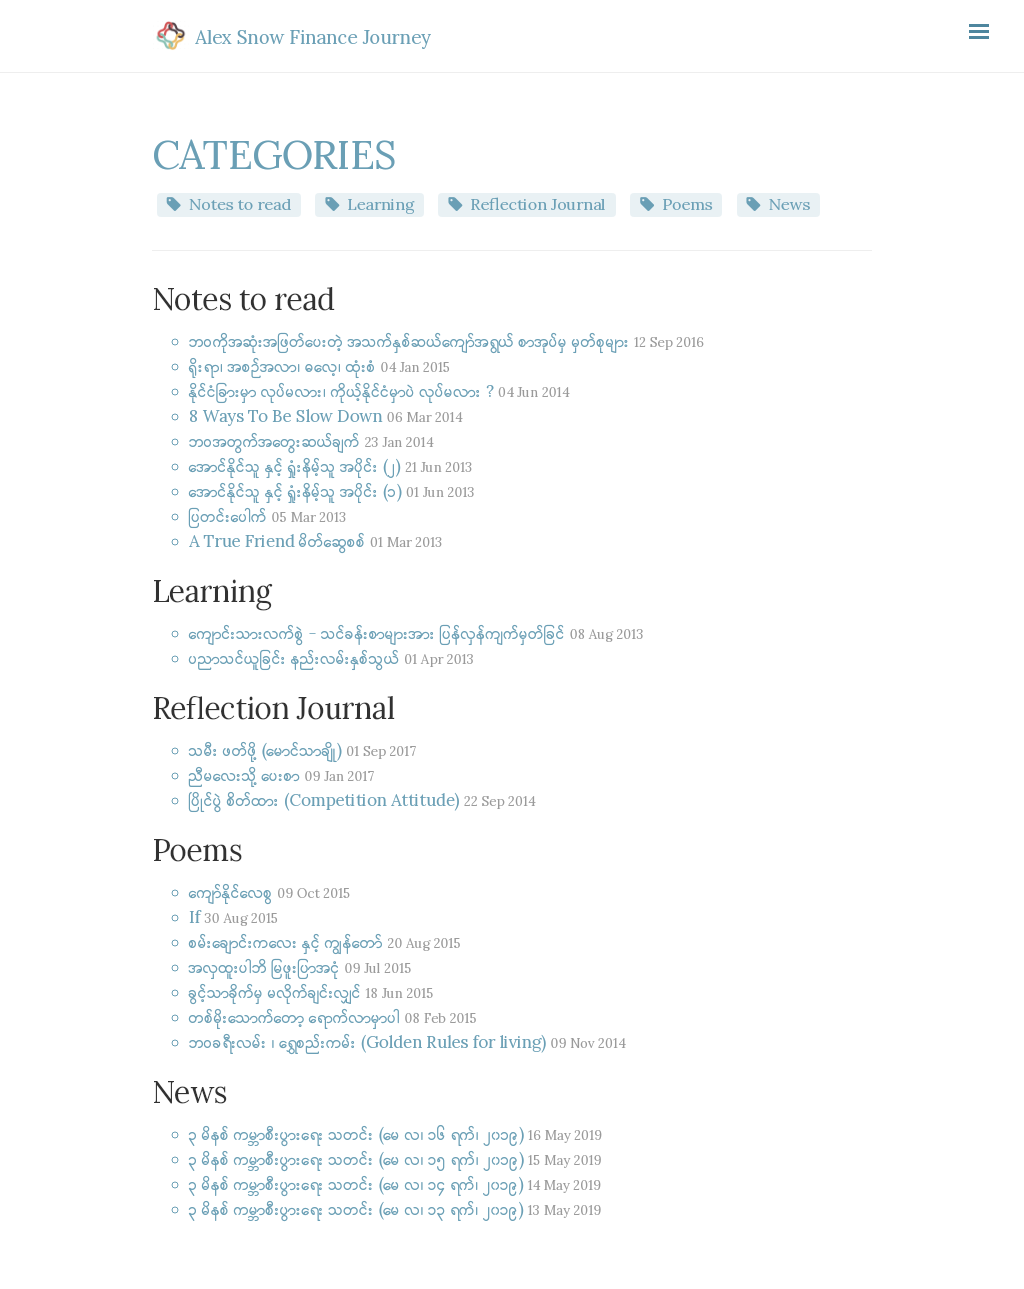 Alex Snow Finance Journey
CATEGORIES
Notes to read Learning Reflection Journal Poems News
Notes to read
ဘဝကိုအဆုံးအဖြတ်ပေးတဲ့ အသက်နှစ်ဆယ်ကျော်အရွယ် စာအုပ်မှ မှတ်စုများ 12 Sep 2016
ရိုးရာ၊ အစဉ်အလာ၊ ဓလေ့၊ ထုံးစံ 04 Jan 2015
နိုင်ငံခြားမှာ လုပ်မလား၊ ကိုယ့်နိုင်ငံမှာပဲ လုပ်မလား ? 04 Jun 2014
8 Ways To Be Slow Down 06 Mar 2014
ဘဝအတွက်အတွေးဆယ်ချက် 23 Jan 2014
အောင်နိုင်သူ နှင့် ရှုံးနိမ့်သူ အပိုင်း (၂) 21 Jun 2013
အောင်နိုင်သူ နှင့် ရှုံးနိမ့်သူ အပိုင်း (၁) 01 Jun 2013
ပြတင်းပေါက် 05 Mar 2013
A True Friend မိတ်ဆွေစစ် 01 Mar 2013
Learning
ကျောင်းသားလက်စွဲ – သင်ခန်းစာများအား ပြန်လှန်ကျက်မှတ်ခြင် 08 Aug 2013
ပညာသင်ယူခြင်း နည်းလမ်းနှစ်သွယ် 01 Apr 2013
Reflection Journal
သမီး ဖတ်ဖို့ (မောင်သာချို) 01 Sep 2017
ညီမလေးသို့ ပေးစာ 09 Jan 2017
ပြိုင်ပွဲ စိတ်ထား (Competition Attitude) 22 Sep 2014
Poems
ကျော်နိုင်လေစွ 09 Oct 2015
If 30 Aug 2015
စမ်းချောင်းကလေး နှင့် ကျွန်တော် 20 Aug 2015
အလှထူးပါဘိ မြဖူးပြာအငုံ 09 Jul 2015
ခွင့်သာခိုက်မှ မလိုက်ချင်းလျှင် 18 Jun 2015
တစ်မိုးသောက်တော့ ရောက်လာမှာပါ 08 Feb 2015
ဘဝခရီးလမ်း ၊ ရွှေစည်းကမ်း (Golden Rules for living) 09 Nov 2014
News
၃ မိနစ် ကမ္ဘာ့စီးပွားရေး သတင်း (မေ လ၊ ၁၆ ရက်၊ ၂၀၁၉) 16 May 2019
၃ မိနစ် ကမ္ဘာ့စီးပွားရေး သတင်း (မေ လ၊ ၁၅ ရက်၊ ၂၀၁၉) 15 May 2019
၃ မိနစ် ကမ္ဘာ့စီးပွားရေး သတင်း (မေ လ၊ ၁၄ ရက်၊ ၂၀၁၉) 14 May 2019
၃ မိနစ် ကမ္ဘာ့စီးပွားရေး သတင်း (မေ လ၊ ၁၃ ရက်၊ ၂၀၁၉) 13 May 2019